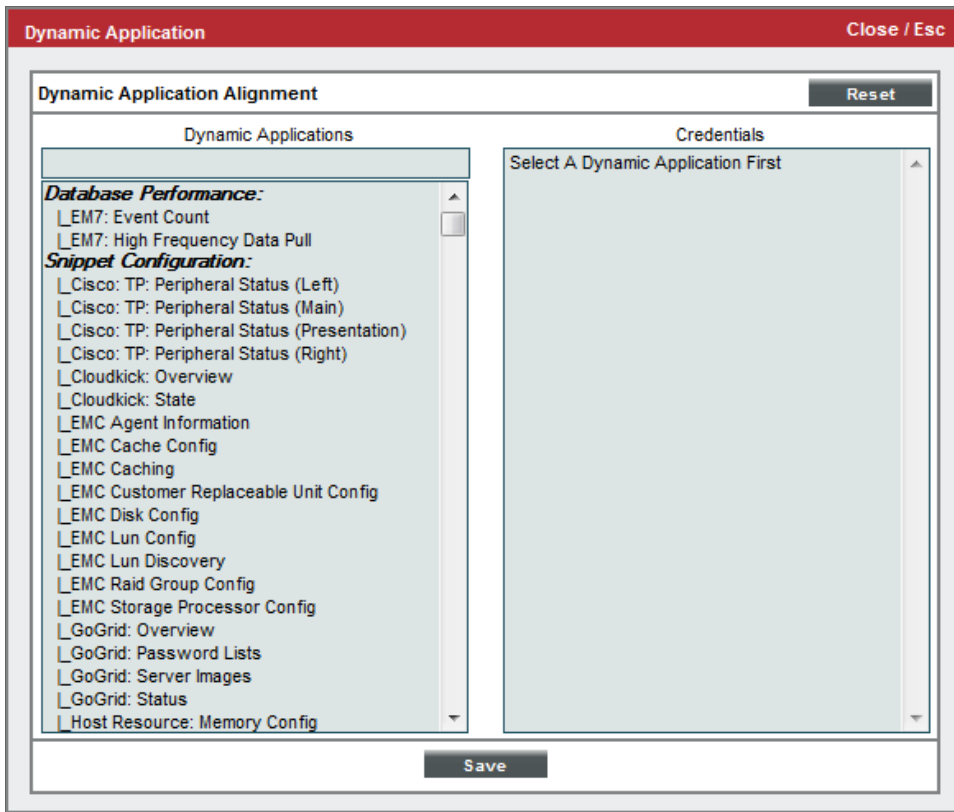 Dynamic Application
Close / Esc
Dynamic Application Alignment
Reset
Dynamic Applications
Credentials
Select A Dynamic Application First
Database Performance:
|_EM7: Event Count
|_EM7: High Frequency Data Pull
Snippet Configuration:
|_Cisco: TP: Peripheral Status (Left)
|_Cisco: TP: Peripheral Status (Main)
|_Cisco: TP: Peripheral Status (Presentation)
|_Cisco: TP: Peripheral Status (Right)
|_Cloudkick: Overview
|_Cloudkick: State
|_EMC Agent Information
|_EMC Cache Config
|_EMC Caching
|_EMC Customer Replaceable Unit Config
|_EMC Disk Config
|_EMC Lun Config
|_EMC Lun Discovery
|_EMC Raid Group Config
|_EMC Storage Processor Config
|_GoGrid: Overview
|_GoGrid: Password Lists
|_GoGrid: Server Images
|_GoGrid: Status
|_Host Resource: Memory Config
Save